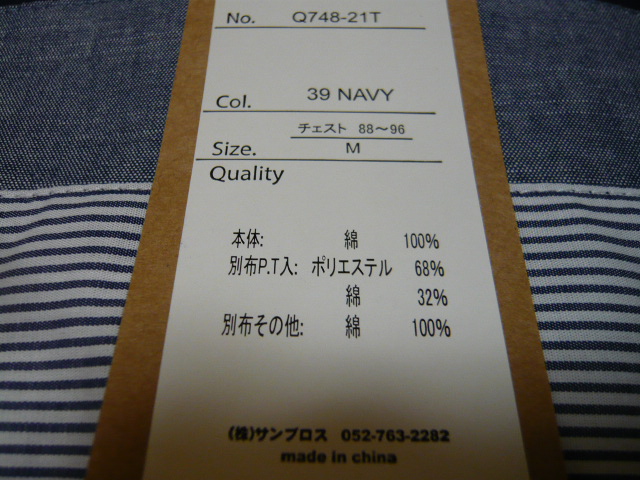 No. Q748-21T
Col. 39 NAVY
チェスト 88～96
Size. M
Quality
本体: 綿 100%
別布P.T入: ポリエステル 68%
綿 32%
別布その他: 綿 100%
(株)サンブロス 052-763-2282
made in china